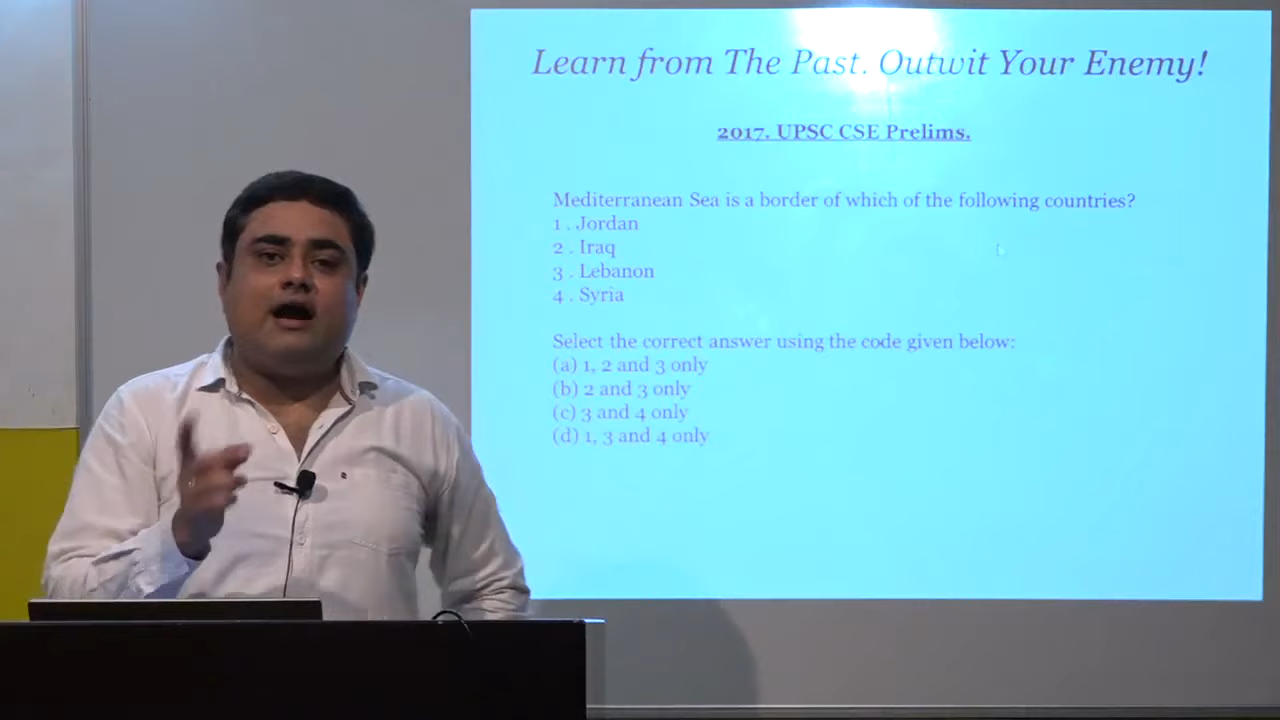 Learn from The Past. Outwit Your Enemy!
2017. UPSC CSE Prelims.
Mediterranean Sea is a border of which of the following countries?
1 . Jordan
2 . Iraq
3 . Lebanon
4 . Syria
Select the correct answer using the code given below:
(a) 1, 2 and 3 only
(b) 2 and 3 only
(c) 3 and 4 only
(d) 1, 3 and 4 only